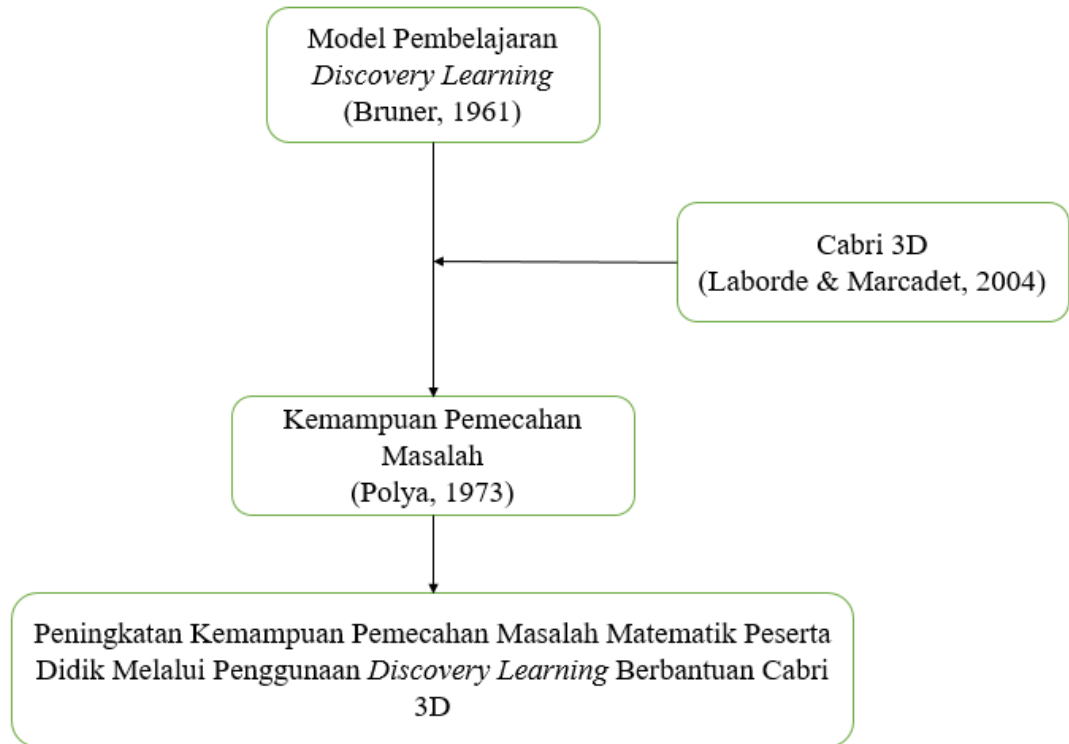 Model Pembelajaran
Discovery Learning
(Bruner, 1961)
Cabri 3D
(Laborde & Marcadet, 2004)
Kemampuan Pemecahan
Masalah
(Polya, 1973)
Peningkatan Kemampuan Pemecahan Masalah Matematik Peserta
Didik Melalui Penggunaan Discovery Learning Berbantuan Cabri
3D